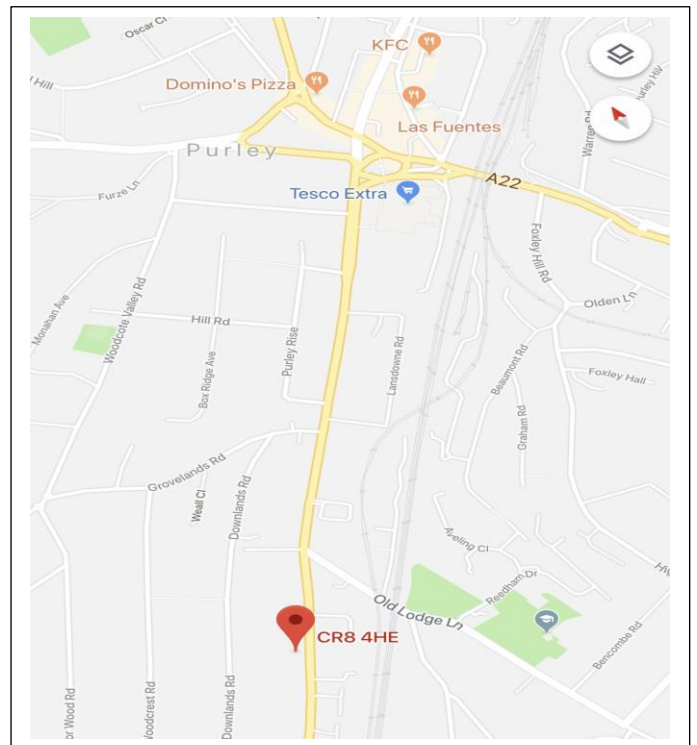 Oscar Cl
KFC
Hill
Domino's Pizza
Las Fuentes
Purley
A22
Tesco Extra
Furze Ln
Foxley Hill Rd
Monahan Ave
Woodcote Valley Rd
Olden Ln
Hill Rd
Box Ridge Ave
Purley Rise
Lansdowne Rd
Beaumont Rd
Foxley Hall
Graham Rd
Grovelands Rd
Weall Cl
Downlands Rd
Aveling Cl
Reedham Dr
Old Lodge Ln
CR8 4HE
Bencombe Rd
or Wood Rd
Woodcrest Rd
Downlands Rd